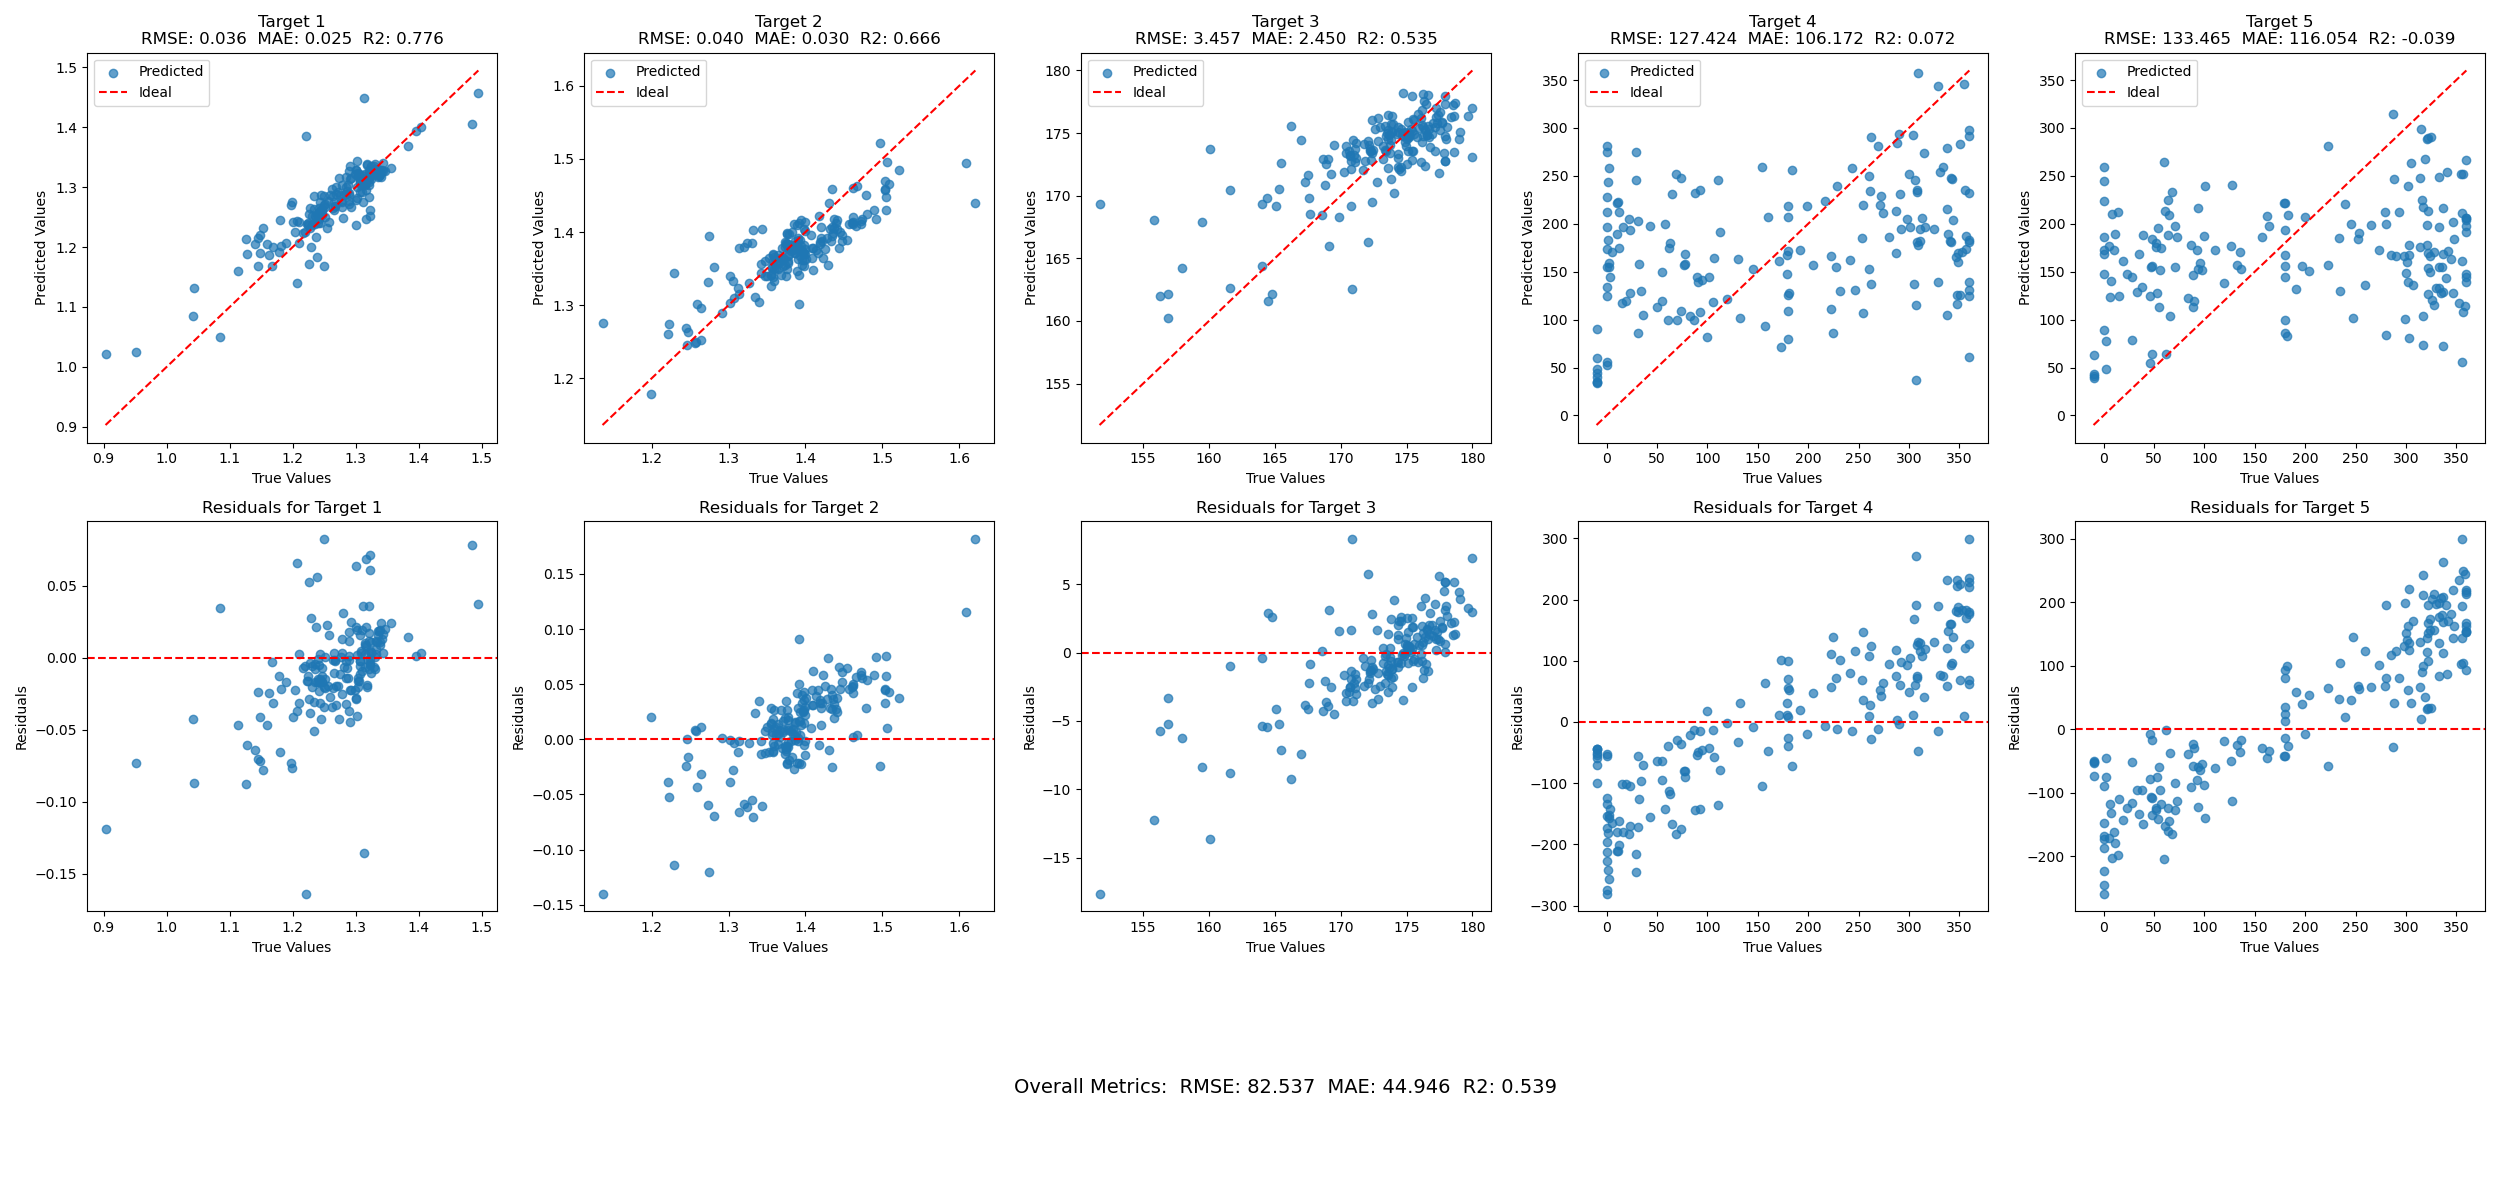 Target 1
RMSE: 0.036  MAE: 0.025  R2: 0.776
Predicted
Ideal
Predicted Values
1.5
1.4
1.3
1.2
1.1
1.0
0.9
0.9 1.0 1.1 1.2 1.3 1.4 1.5
True Values
Target 2
RMSE: 0.040  MAE: 0.030  R2: 0.666
Predicted
Ideal
Predicted Values
1.6
1.5
1.4
1.3
1.2
1.2 1.3 1.4 1.5 1.6
True Values
Target 3
RMSE: 3.457  MAE: 2.450  R2: 0.535
Predicted
Ideal
Predicted Values
180
175
170
165
160
155
155 160 165 170 175 180
True Values
Target 4
RMSE: 127.424  MAE: 106.172  R2: 0.072
Predicted
Ideal
Predicted Values
350
300
250
200
150
100
50
0
0 50 100 150 200 250 300 350
True Values
Target 5
RMSE: 133.465  MAE: 116.054  R2: -0.039
Predicted
Ideal
Predicted Values
350
300
250
200
150
100
50
0
0 50 100 150 200 250 300 350
True Values
Residuals for Target 1
Residuals
0.05
0.00
−0.05
−0.10
−0.15
0.9 1.0 1.1 1.2 1.3 1.4 1.5
True Values
Residuals for Target 2
Residuals
0.15
0.10
0.05
0.00
−0.05
−0.10
−0.15
1.2 1.3 1.4 1.5 1.6
True Values
Residuals for Target 3
Residuals
5
0
−5
−10
−15
155 160 165 170 175 180
True Values
Residuals for Target 4
Residuals
300
200
100
0
−100
−200
−300
0 50 100 150 200 250 300 350
True Values
Residuals for Target 5
Residuals
300
200
100
0
−100
−200
0 50 100 150 200 250 300 350
True Values
Overall Metrics:  RMSE: 82.537  MAE: 44.946  R2: 0.539